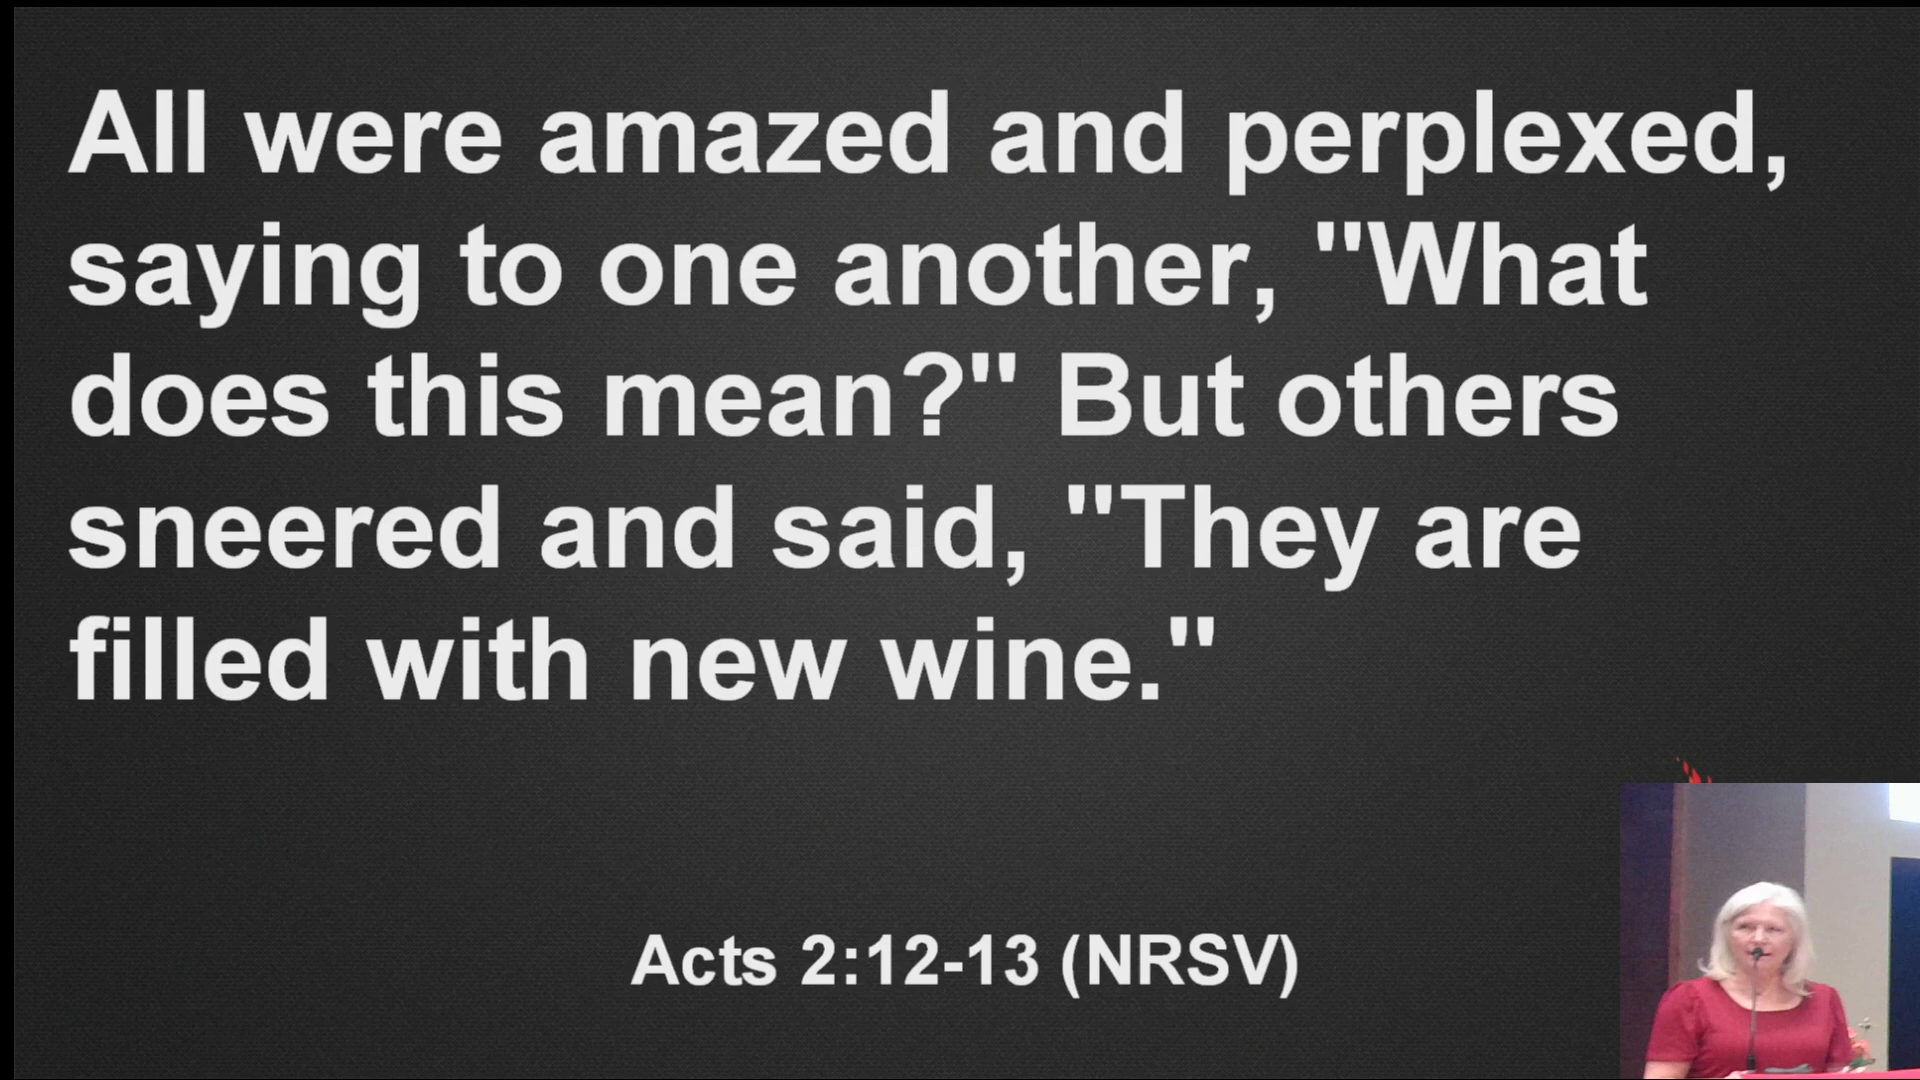 All were amazed and perplexed,
saying to one another, "What
does this mean?" But others
sneered and said, "They are
filled with new wine."
Acts 2:12-13 (NRSV)